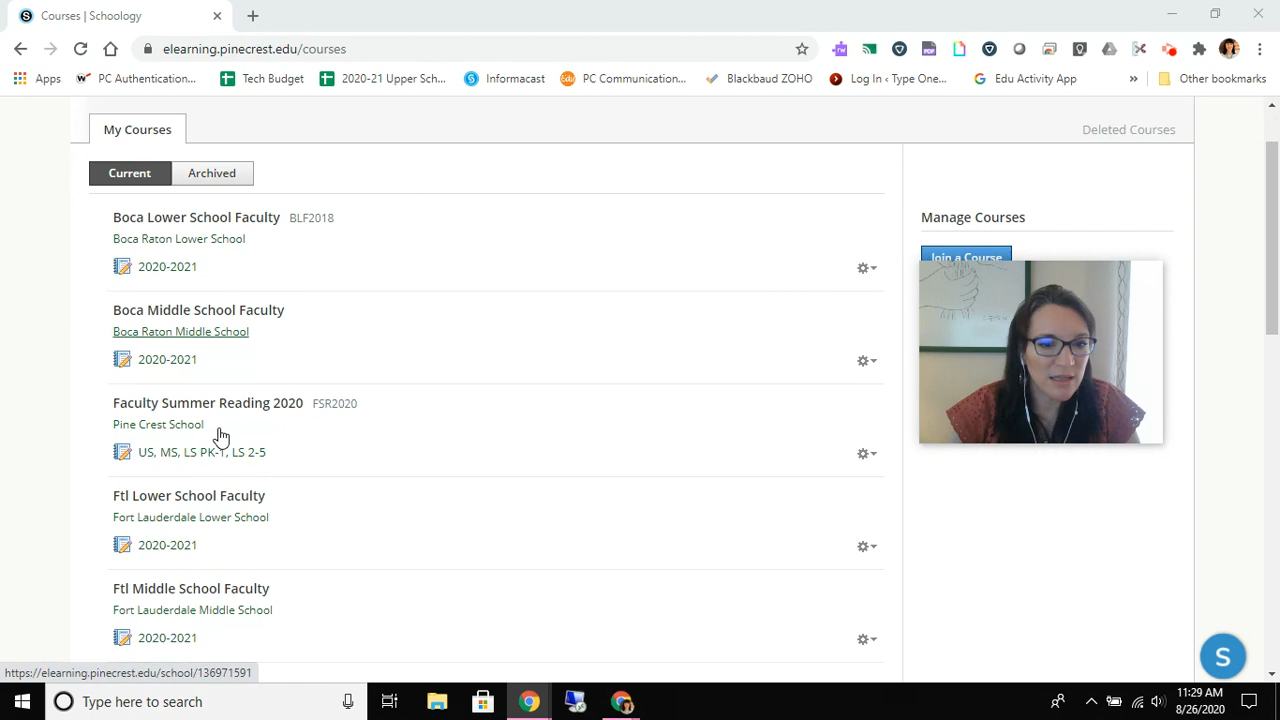 Courses | Schoology
elearning.pinecrest.edu/courses
Apps
PC Authentication...
Tech Budget
2020-21 Upper Sch...
Informacast
PC Communication...
Blackbaud ZOHO
Log In ‹ Type One...
Edu Activity App
»
Other bookmarks
My Courses
Deleted Courses
Current
Archived
Boca Lower School Faculty BLF2018
Boca Raton Lower School
2020-2021
Manage Courses
Join a Course
Boca Middle School Faculty
Boca Raton Middle School
2020-2021
Faculty Summer Reading 2020 FSR2020
Pine Crest School
US, MS, LS PK-1, LS 2-5
Ftl Lower School Faculty
Fort Lauderdale Lower School
2020-2021
Ftl Middle School Faculty
Fort Lauderdale Middle School
2020-2021
S
https://elearning.pinecrest.edu/school/136971591
Type here to search
11:29 AM
8/26/2020